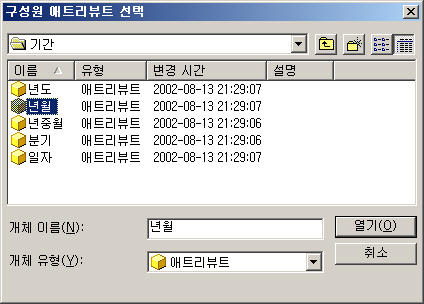 구성원 애트리뷰트 선택
기간
이름 유형 변경 시간 설명
년도 애트리뷰트 2002-08-13 21:29:07
년월 애트리뷰트 2002-08-13 21:29:07
년중월 애트리뷰트 2002-08-13 21:29:06
분기 애트리뷰트 2002-08-13 21:29:06
일자 애트리뷰트 2002-08-13 21:29:07
개체 이름(N): 년월 열기(O)
개체 유형(Y): 애트리뷰트 취소